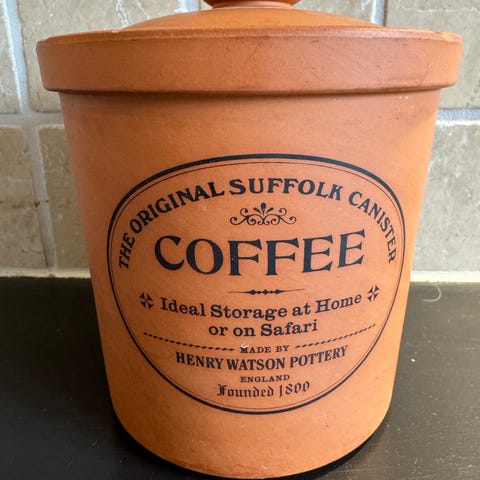 THE ORIGINAL SUFFOLK CANISTER
COFFEE
Ideal Storage at Home
or on Safari
MADE BY
HENRY WATSON POTTERY
ENGLAND
Founded 1800